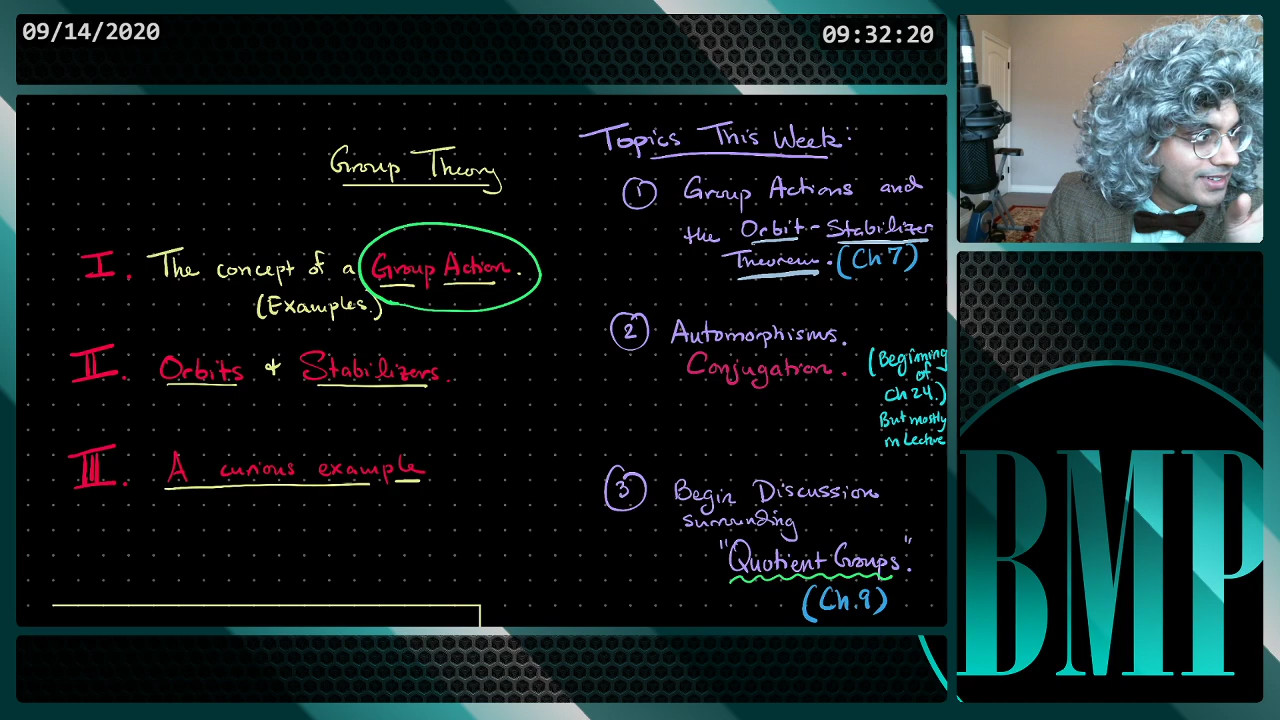 09/14/2020
09:32:20
Group Theory
I. The concept of a Group Action.
(Examples.)
II. Orbits & Stabilizers.
III. A curious example
Topics This Week:
1 Group Actions and
the Orbit-Stabilizer
Theorem. (Ch 7)
2 Automorphisms.
Conjugation.
(Beginning
of
Ch 24.)
But mostly
in Lecture
3 Begin Discussion
surrounding
"Quotient Groups".
(Ch.9)
BMP